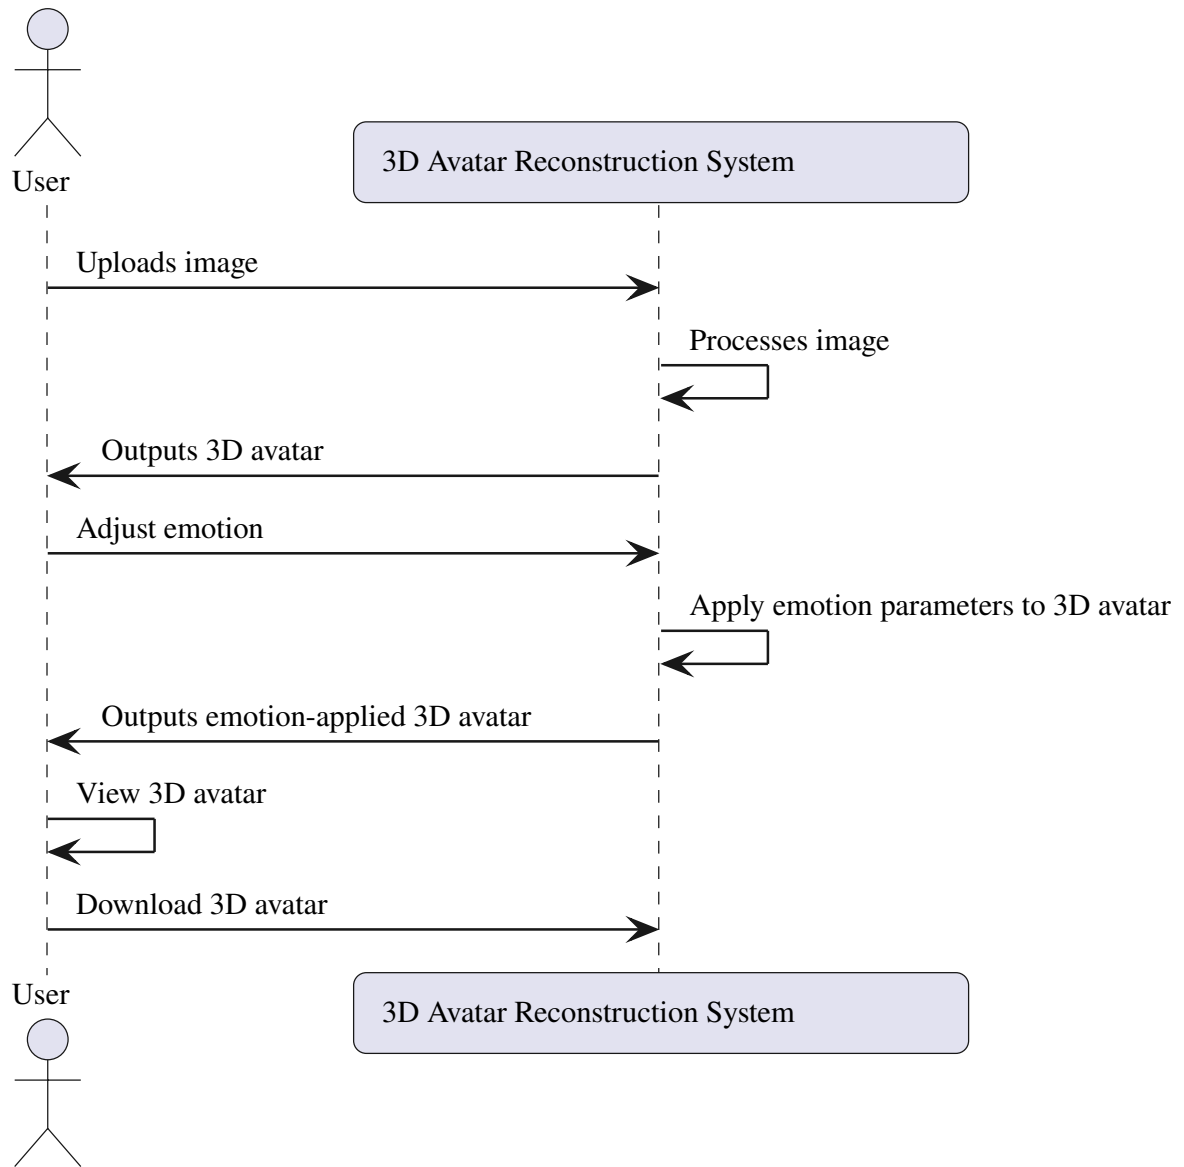 User
3D Avatar Reconstruction System
Uploads image
Processes image
Outputs 3D avatar
Adjust emotion
Apply emotion parameters to 3D avatar
Outputs emotion-applied 3D avatar
View 3D avatar
Download 3D avatar
User
3D Avatar Reconstruction System